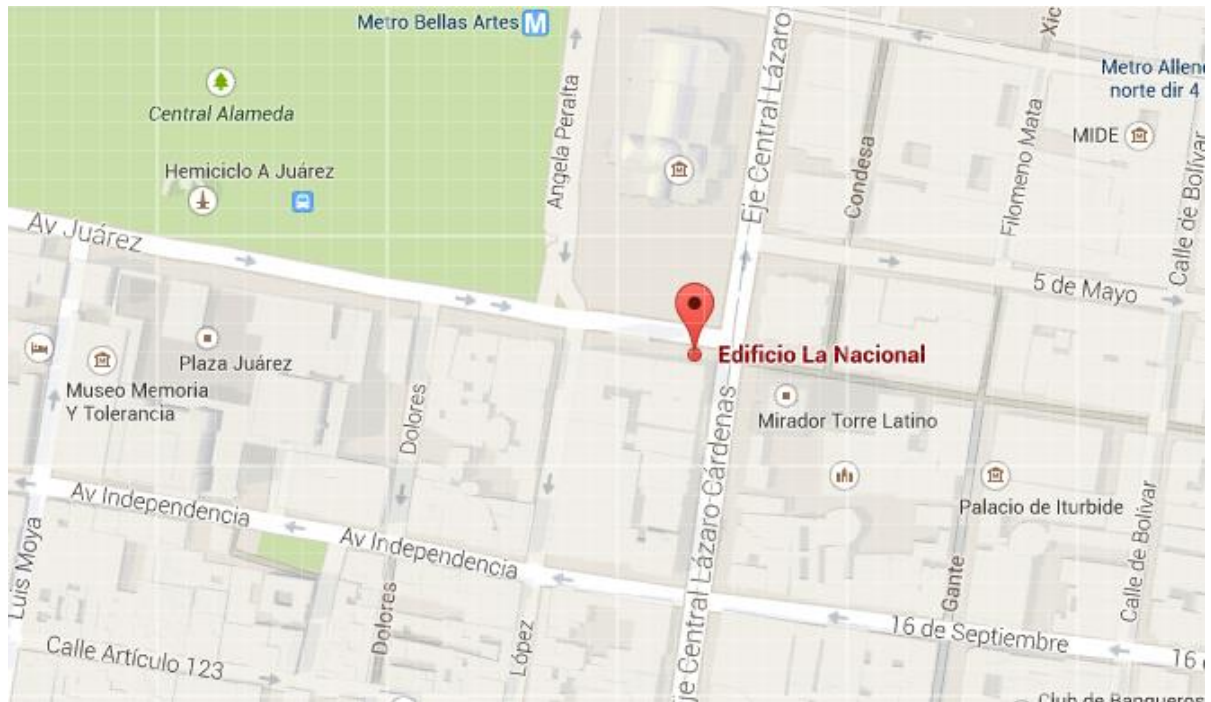 Metro Bellas Artes
M
Xic
Eje Central Lázaro
Metro Allend
norte dir 4
Central Alameda
Angela Peralta
MIDE
Filomeno Mata
Condesa
Calle de Bolívar
Hemiciclo A Juárez
Av Juárez
5 de Mayo
Plaza Juárez
Edificio La Nacional
Museo Memoria
Y Tolerancia
Dolores
Mirador Torre Latino
Eje Central Lázaro Cárdenas
Av Independencia
Av Independencia
Palacio de Iturbide
Calle de Bolívar
Luis Moya
Dolores
López
Gante
16 de Septiembre
16
Calle Artículo 123
Club de Banqueros